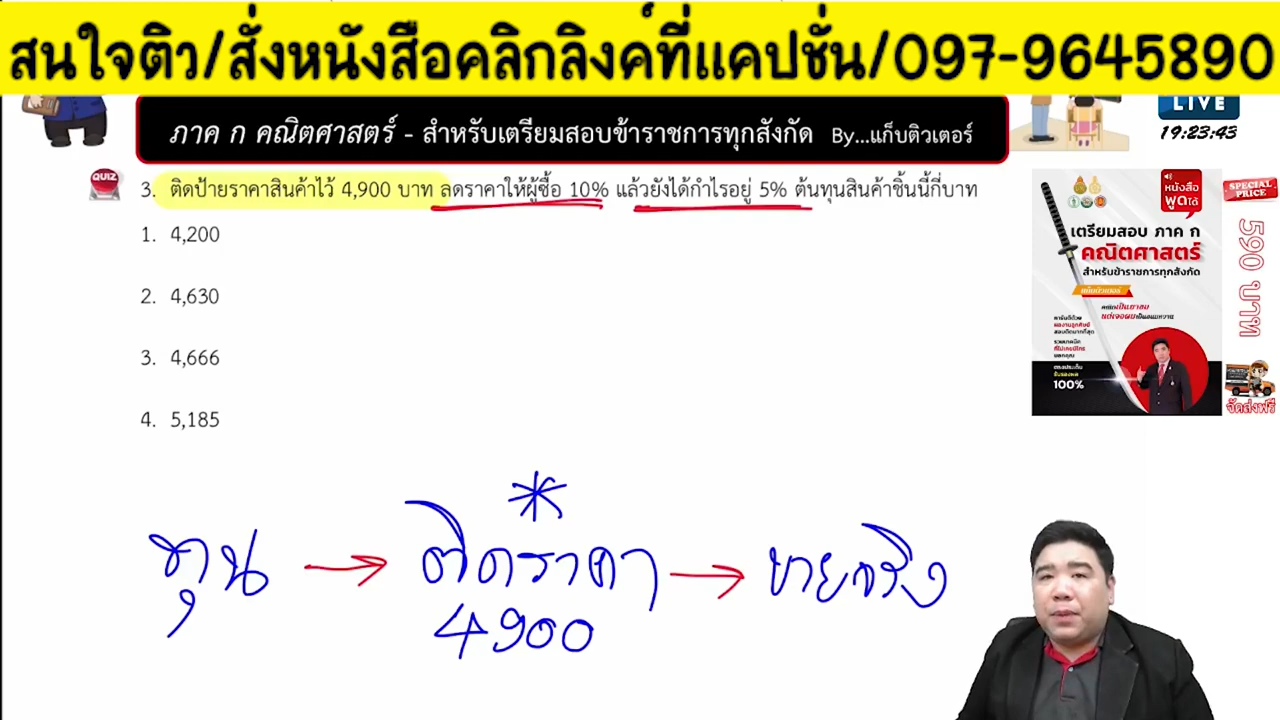 สนใจติว/สั่งหนังสือคลิกลิงค์ที่แคปชั่น/097-9645890
LIVE
19:23:43
ภาค ก คณิตศาสตร์ - สำหรับเตรียมสอบข้าราชการทุกสังกัด By...แก็บติวเตอร์
QUIZ
3. ติดป้ายราคาสินค้าไว้ 4,900 บาท ลดราคาให้ผู้ซื้อ 10% แล้วยังได้กำไรอยู่ 5% ต้นทุนสินค้าชิ้นนี้กี่บาท
1. 4,200
2. 4,630
3. 4,666
4. 5,185
หนังสือ
พูดได้
เตรียมสอบ ภาค ก
คณิตศาสตร์
สำหรับข้าราชการทุกสังกัด
แก็บติวเตอร์
100%
SPECIAL
PRICE
590 บาท
จัดส่งฟรี
ทุน → ติดราคา → ขายจริง
4900